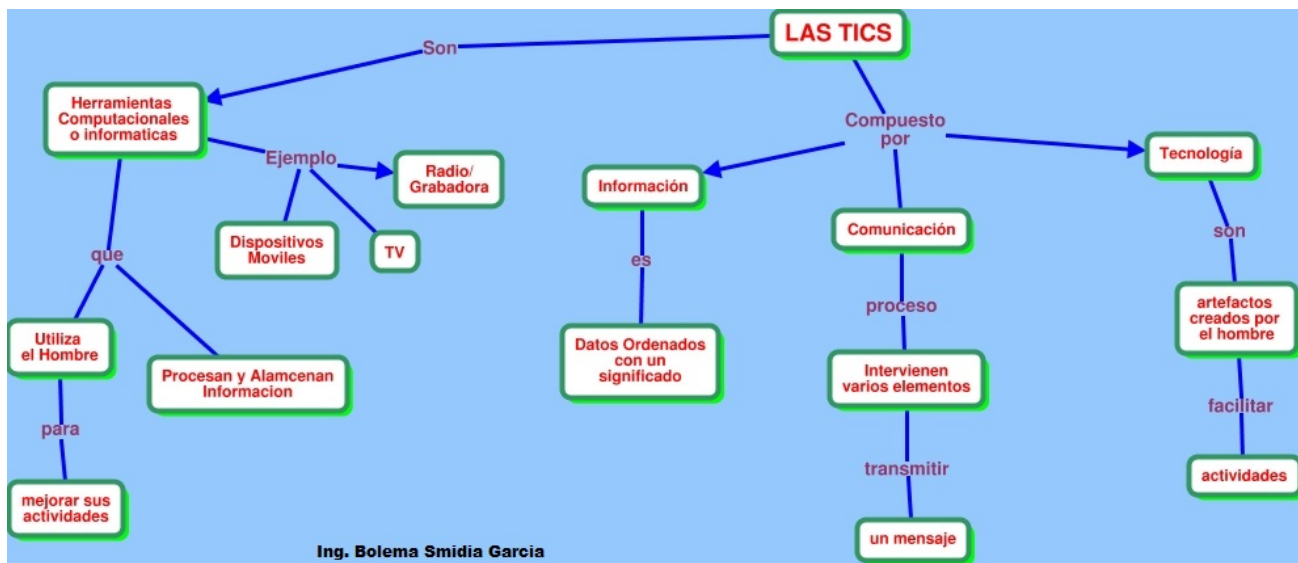 LAS TICS
Son
Herramientas
Computacionales
o informaticas
Ejemplo
Radio/
Grabadora
Dispositivos
Moviles
TV
que
Utiliza
el Hombre
Procesan y Alamcenan
Informacion
para
mejorar sus
actividades
Compuesto
por
Información
es
Datos Ordenados
con un
significado
Comunicación
proceso
Intervienen
varios elementos
transmitir
un mensaje
Tecnología
son
artefactos
creados por
el hombre
facilitar
actividades
Ing. Bolema Smidia Garcia